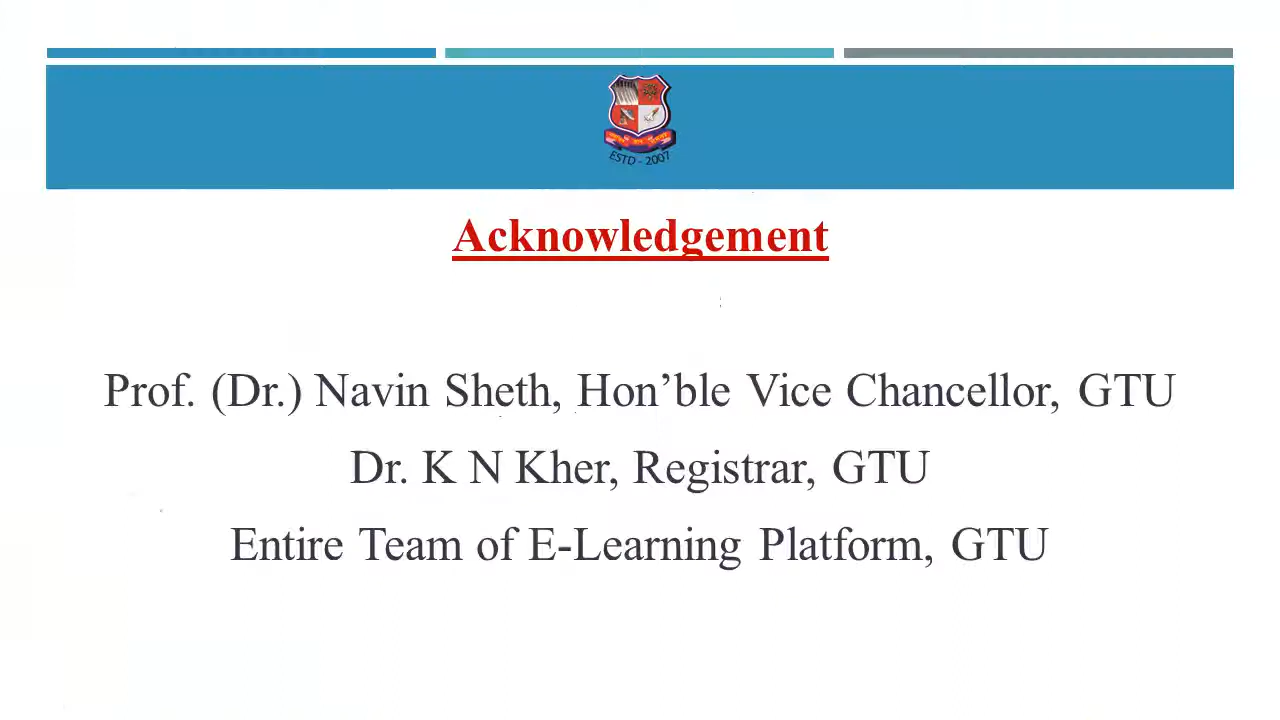 ESTD - 2007
Acknowledgement
Prof. (Dr.) Navin Sheth, Hon’ble Vice Chancellor, GTU
Dr. K N Kher, Registrar, GTU
Entire Team of E-Learning Platform, GTU